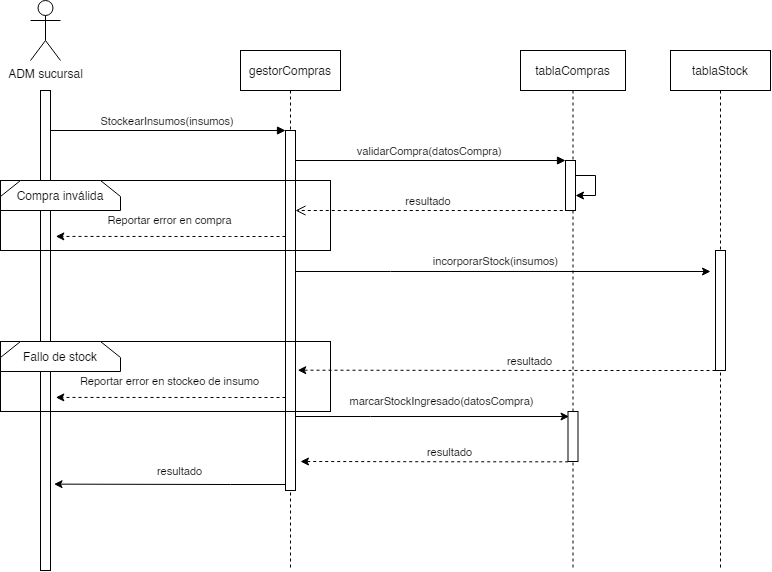 ADM sucursal
gestorCompras
tablaCompras
tablaStock
StockearInsumos(insumos)
validarCompra(datosCompra)
Compra inválida
resultado
Reportar error en compra
incorporarStock(insumos)
Fallo de stock
resultado
Reportar error en stockeo de insumo
marcarStockIngresado(datosCompra)
resultado
resultado